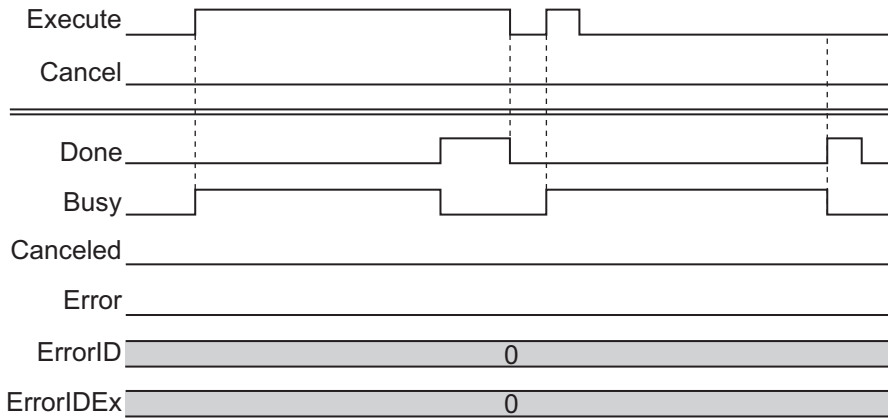 Execute
Cancel
Done
Busy
Canceled
Error
ErrorID 0
ErrorIDEx 0